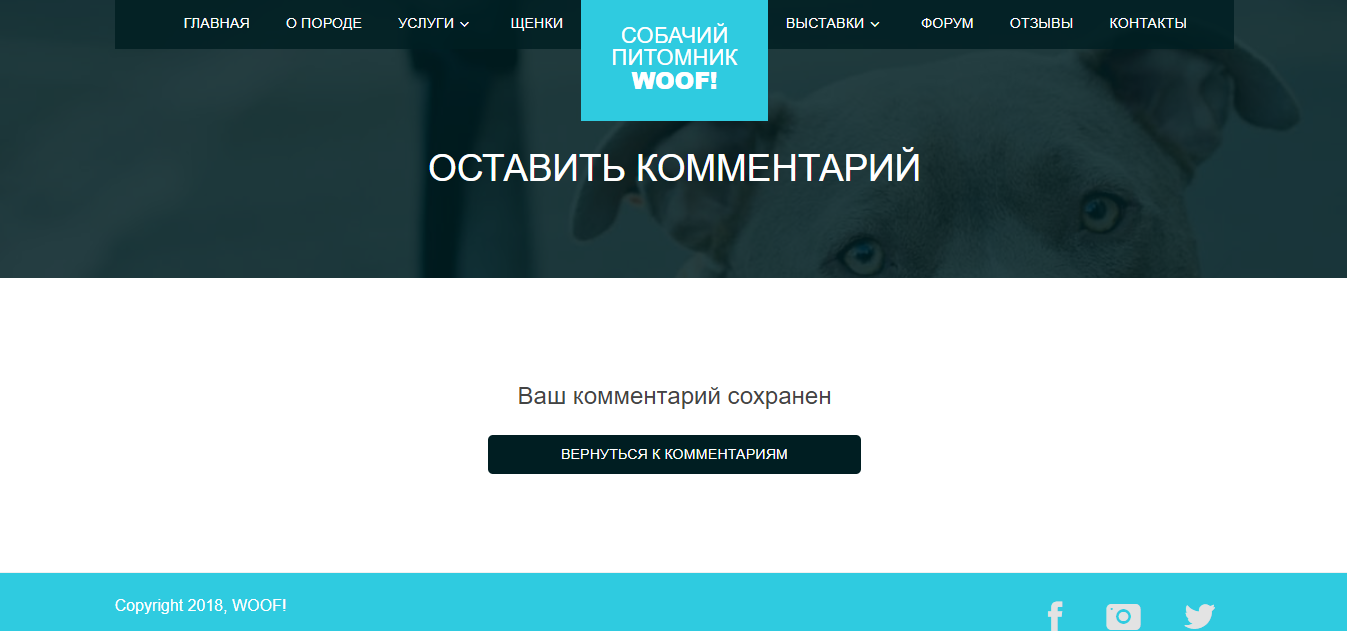 ГЛАВНАЯ О ПОРОДЕ УСЛУГИ ЩЕНКИ
СОБАЧИЙ
ПИТОМНИК
WOOF!
ВЫСТАВКИ ФОРУМ ОТЗЫВЫ КОНТАКТЫ
ОСТАВИТЬ КОММЕНТАРИЙ
Ваш комментарий сохранен
ВЕРНУТЬСЯ К КОММЕНТАРИЯМ
Copyright 2018, WOOF!